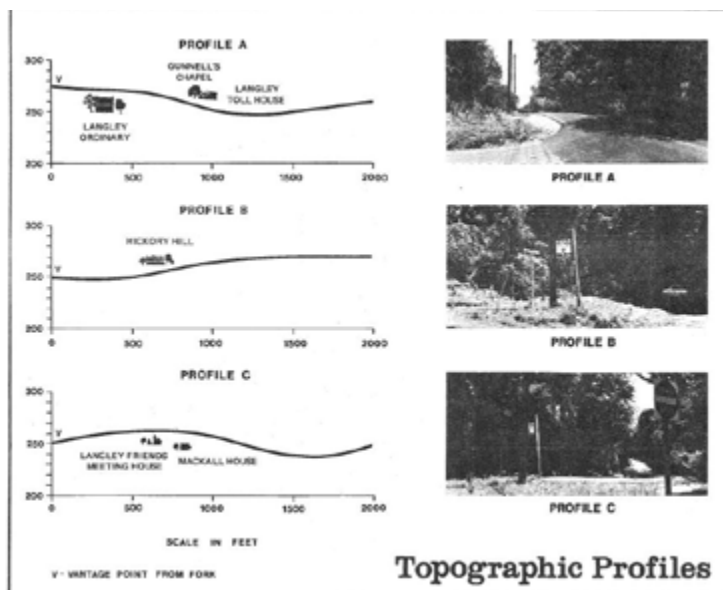 PROFILE A
GUNNELL'S
CHAPEL
LANGLEY
TOLL HOUSE
LANGLEY
ORDINARY
300
V
250
200
0 500 1000 1500 2000
PROFILE A
PROFILE B
HICKORY HILL
300
V
250
200
0 500 1000 1500 2000
PROFILE B
PROFILE C
300
V
250
LANGLEY FRIENDS
MEETING HOUSE
MACKALL HOUSE
200
0 500 1000 1500 2000
PROFILE C
SCALE IN FEET
V - VANTAGE POINT FROM FORK
Topographic Profiles